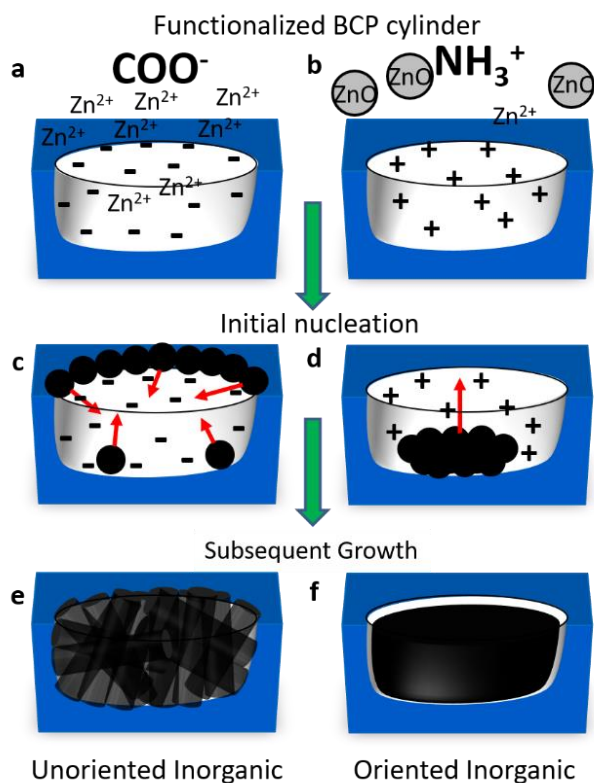 Functionalized BCP cylinder
a COO⁻ b NH₃⁺
ZnO ZnO ZnO
Zn²⁺ Zn²⁺ Zn²⁺
Zn²⁺ Zn²⁺ Zn²⁺ Zn²⁺
Zn²⁺ Zn²⁺
Initial nucleation
c d
Subsequent Growth
e f
Unoriented Inorganic Oriented Inorganic